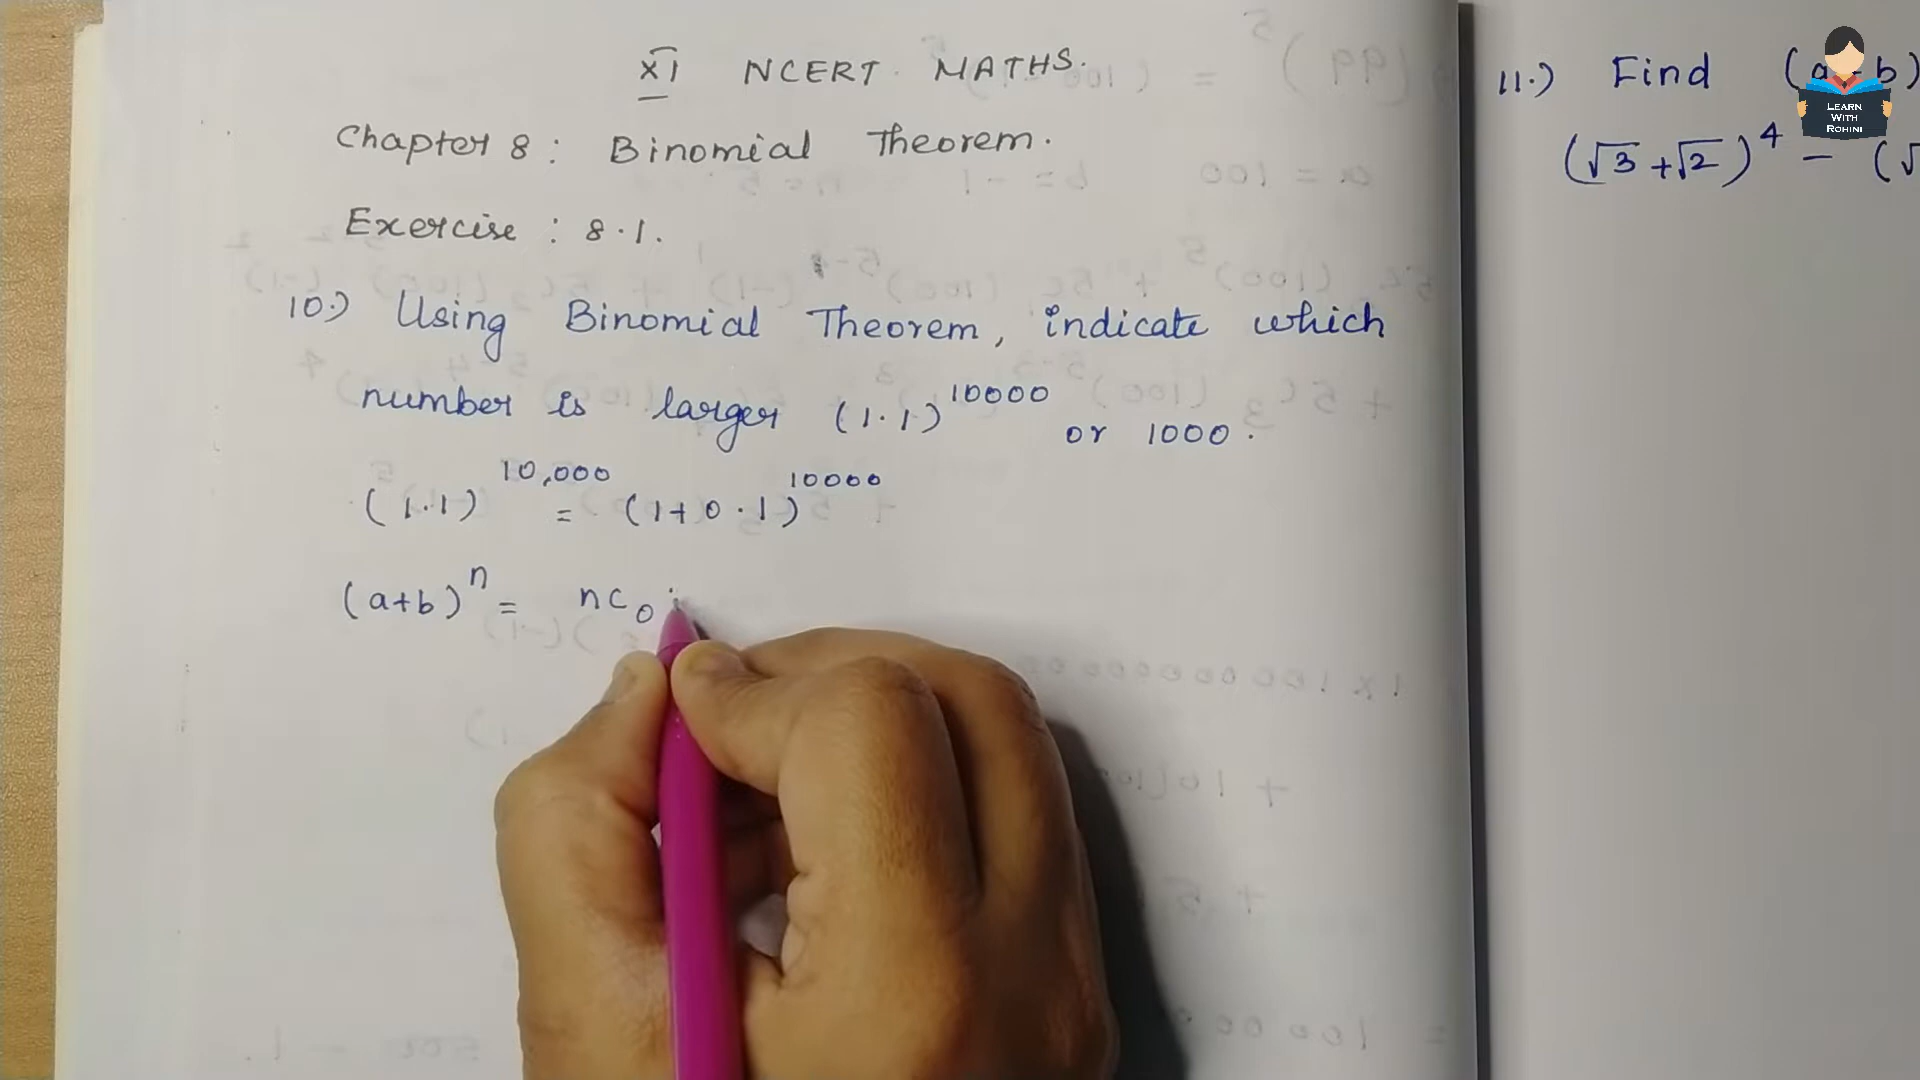 XI NCERT MATHS.
Chapter 8 : Binomial Theorem.
Exercise : 8.1.
10.) Using Binomial Theorem, indicate which
number is larger (1.1)^10000 or 1000.
(1.1)^10,000 = (1+0.1)^10000
(a+b)^n = nC0
11.) Find (a+b)
(√3+√2)^4 - (√
LEARN
WITH
ROHINI